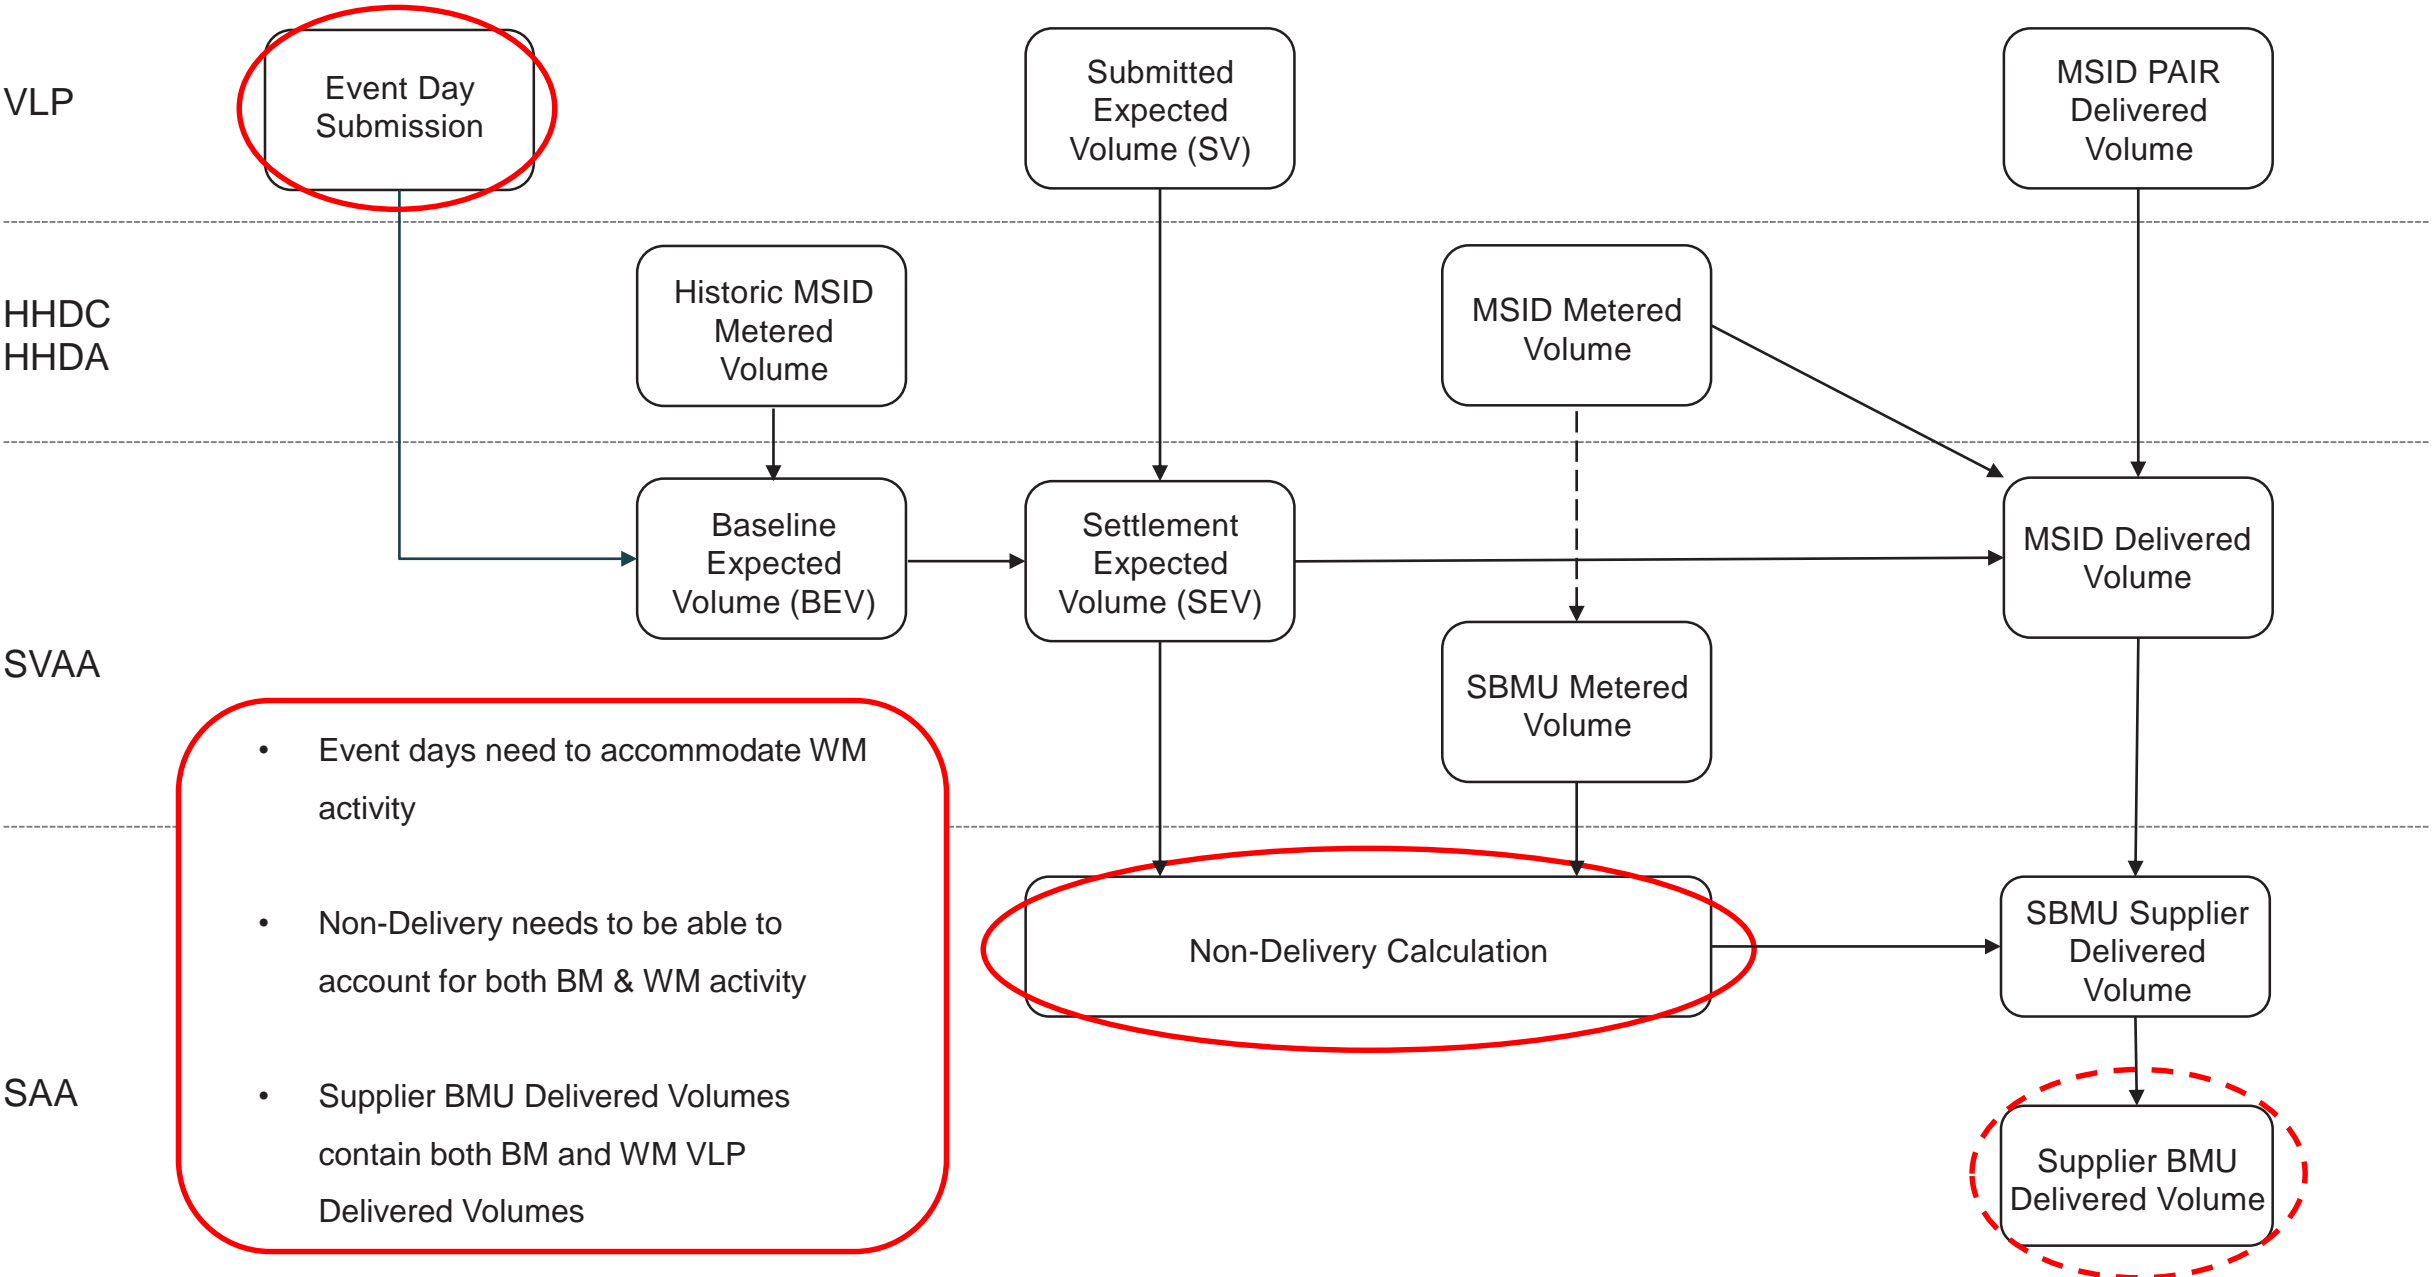 VLP
Event Day
Submission
Submitted
Expected
Volume (SV)
MSID PAIR
Delivered
Volume
HHDC
HHDA
Historic MSID
Metered
Volume
MSID Metered
Volume
SVAA
Baseline
Expected
Volume (BEV)
Settlement
Expected
Volume (SEV)
MSID Delivered
Volume
SBMU Metered
Volume
• Event days need to accommodate WM
activity
• Non-Delivery needs to be able to
account for both BM & WM activity
• Supplier BMU Delivered Volumes
contain both BM and WM VLP
Delivered Volumes
SAA
Non-Delivery Calculation
SBMU Supplier
Delivered
Volume
Supplier BMU
Delivered Volume